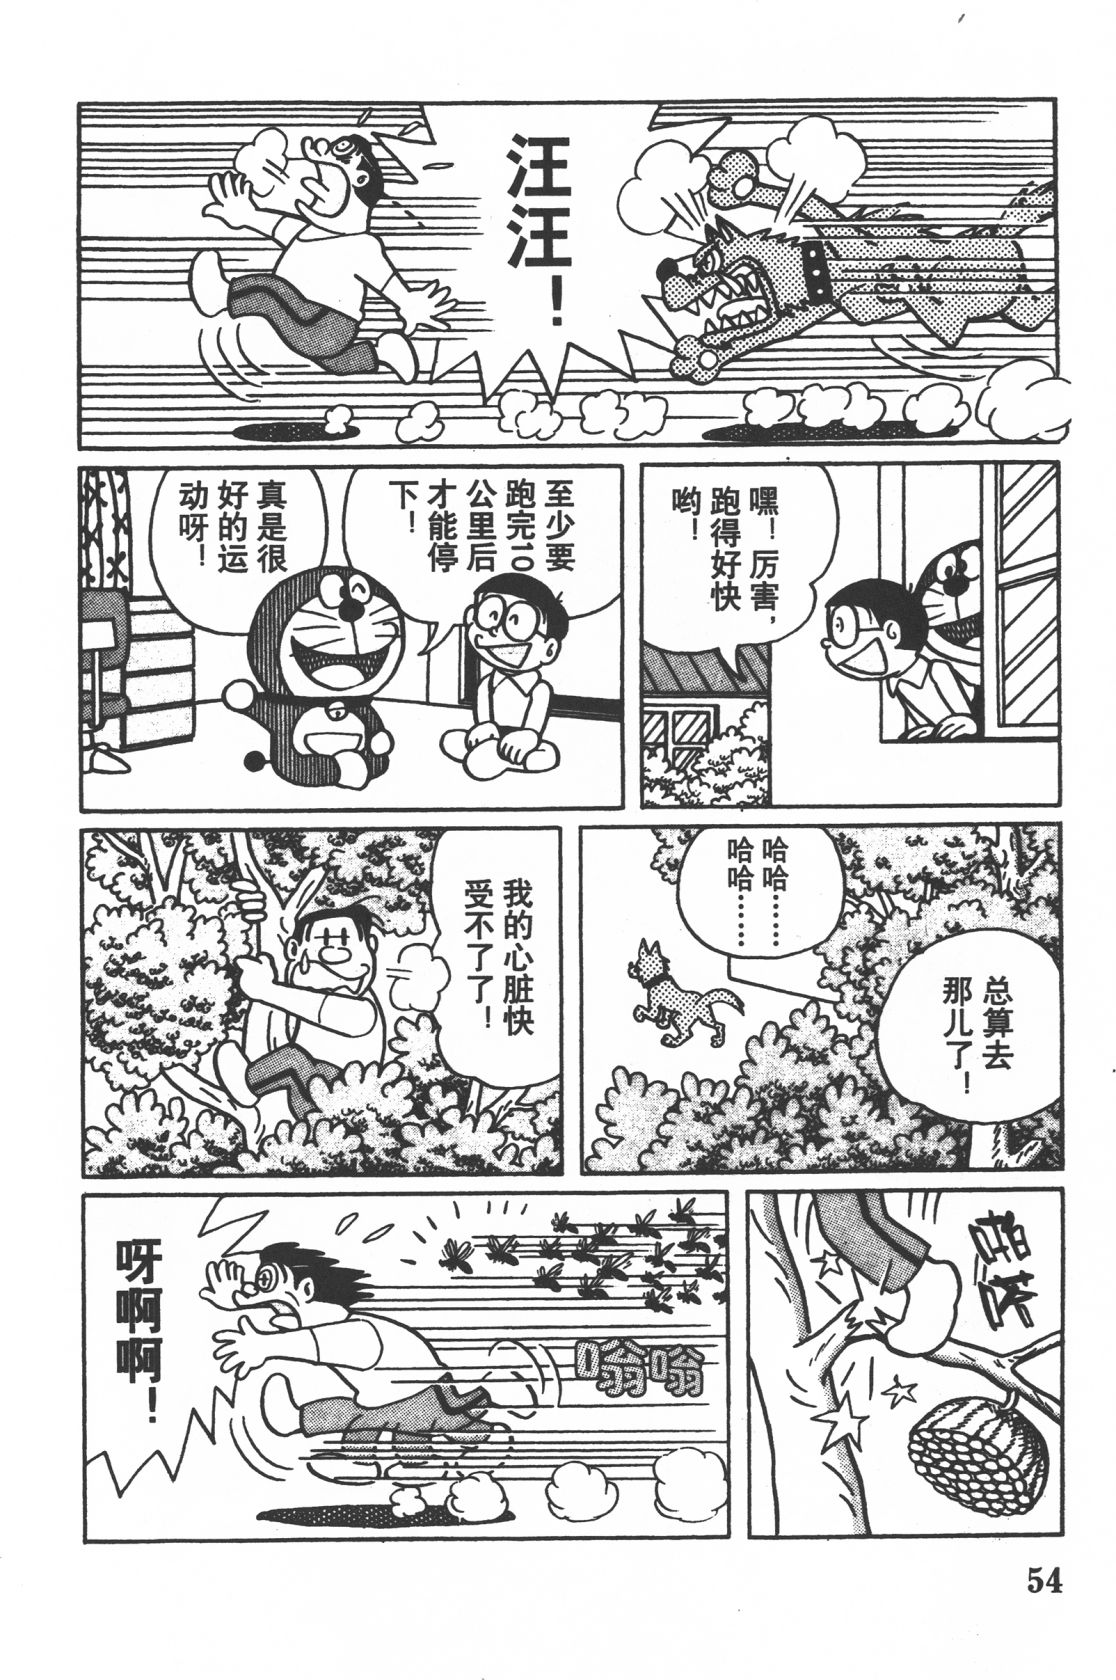 汪汪！
嘿！厉害，
跑得好快
哟！
至少要
跑完10
公里后
才能停
下！
真是很
好的运
动呀！
总算去
那儿了！
哈哈……
哈哈……
我的心脏快
受不了了！
嗡嗡
呀啊啊！
54